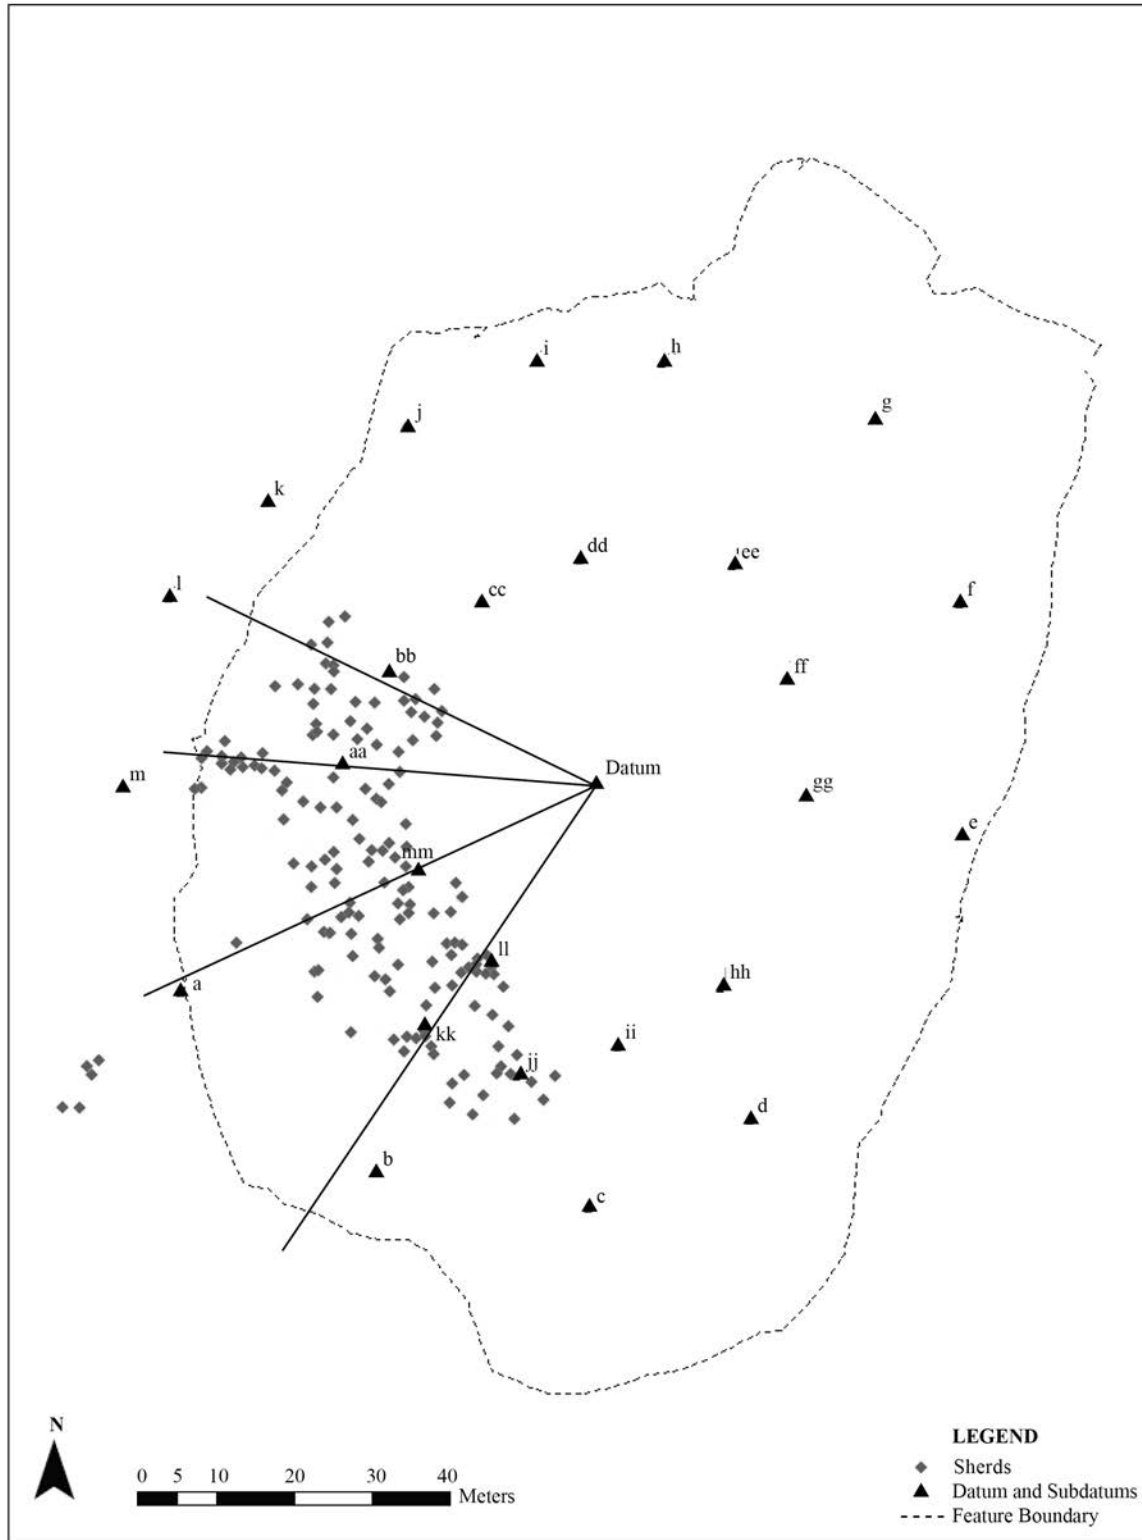 i
h
g
j
k
dd
ee
l
cc
f
bb
ff
aa
Datum
m
gg
e
mm
ll
hh
a
kk
ii
jj
d
b
c
N
LEGEND
Sherds
0 5 10 20 30 40
Meters
Datum and Subdatums
Feature Boundary